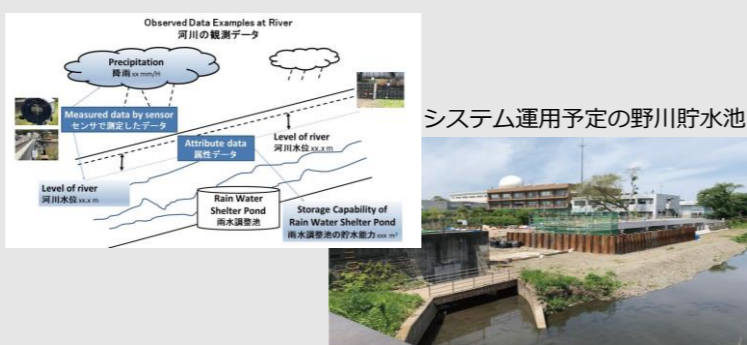 Observed Data Examples at River
河川の観測データ
Precipitation
降雨 xx mm/H
Measured data by sensor
センサで測定したデータ
Attribute data
属性データ
Level of river
河川水位 xx.x m
Level of river
河川水位 xx.x m
Rain Water
Shelter Pond
雨水調整池
Storage Capability of
Rain Water Shelter Pond
雨水調整池の貯水能力 xxx m³
システム運用予定の野川貯水池